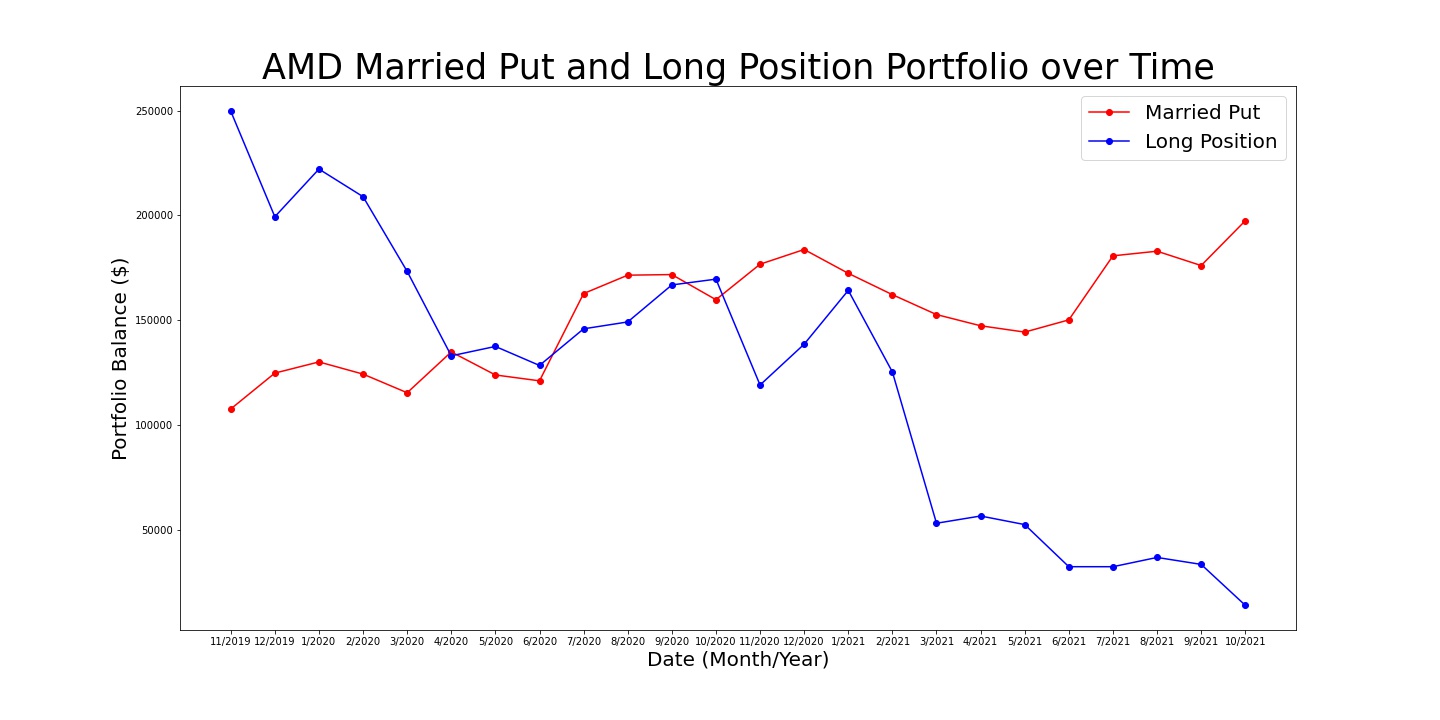 AMD Married Put and Long Position Portfolio over Time
Married Put
Long Position
Portfolio Balance ($)
250000
200000
150000
100000
50000
11/2019 12/2019 1/2020 2/2020 3/2020 4/2020 5/2020 6/2020 7/2020 8/2020 9/2020 10/2020 11/2020 12/2020 1/2021 2/2021 3/2021 4/2021 5/2021 6/2021 7/2021 8/2021 9/2021 10/2021
Date (Month/Year)